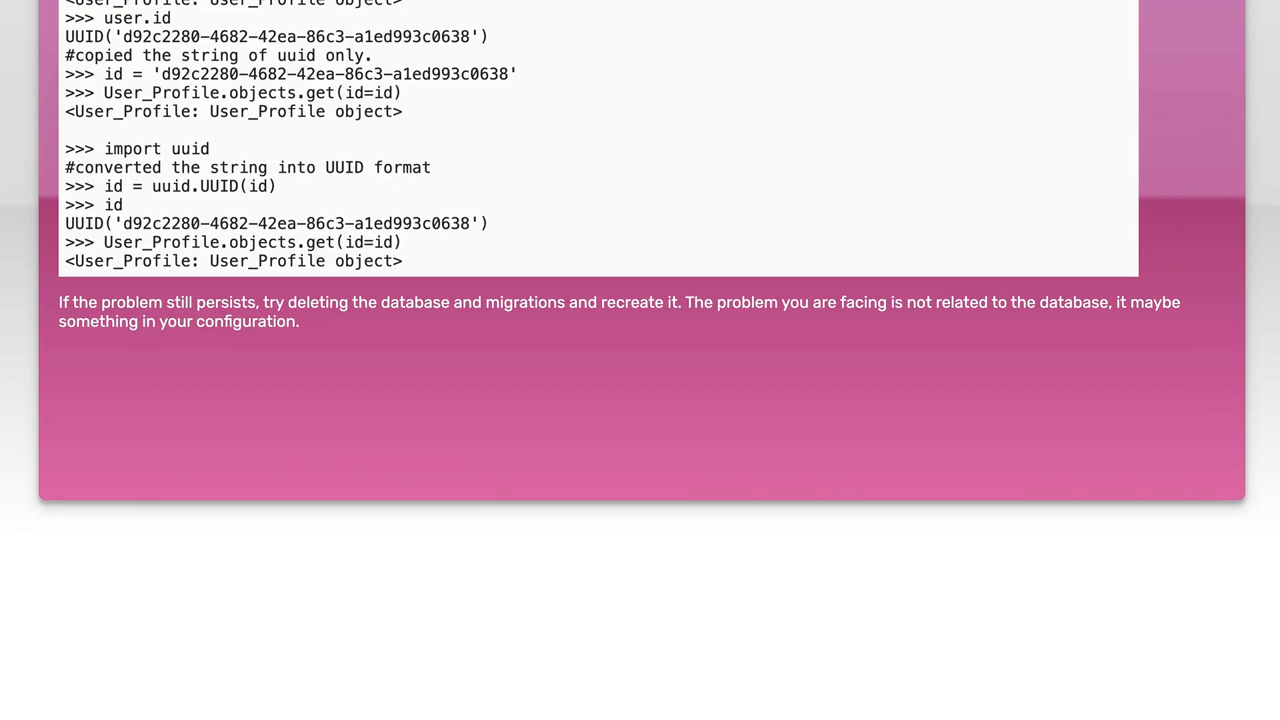 <User_Profile: User_Profile object>
>>> user.id
UUID('d92c2280-4682-42ea-86c3-a1ed993c0638')
#copied the string of uuid only.
>>> id = 'd92c2280-4682-42ea-86c3-a1ed993c0638'
>>> User_Profile.objects.get(id=id)
<User_Profile: User_Profile object>
>>> import uuid
#converted the string into UUID format
>>> id = uuid.UUID(id)
>>> id
UUID('d92c2280-4682-42ea-86c3-a1ed993c0638')
>>> User_Profile.objects.get(id=id)
<User_Profile: User_Profile object>
If the problem still persists, try deleting the database and migrations and recreate it. The problem you are facing is not related to the database, it maybe
something in your configuration.